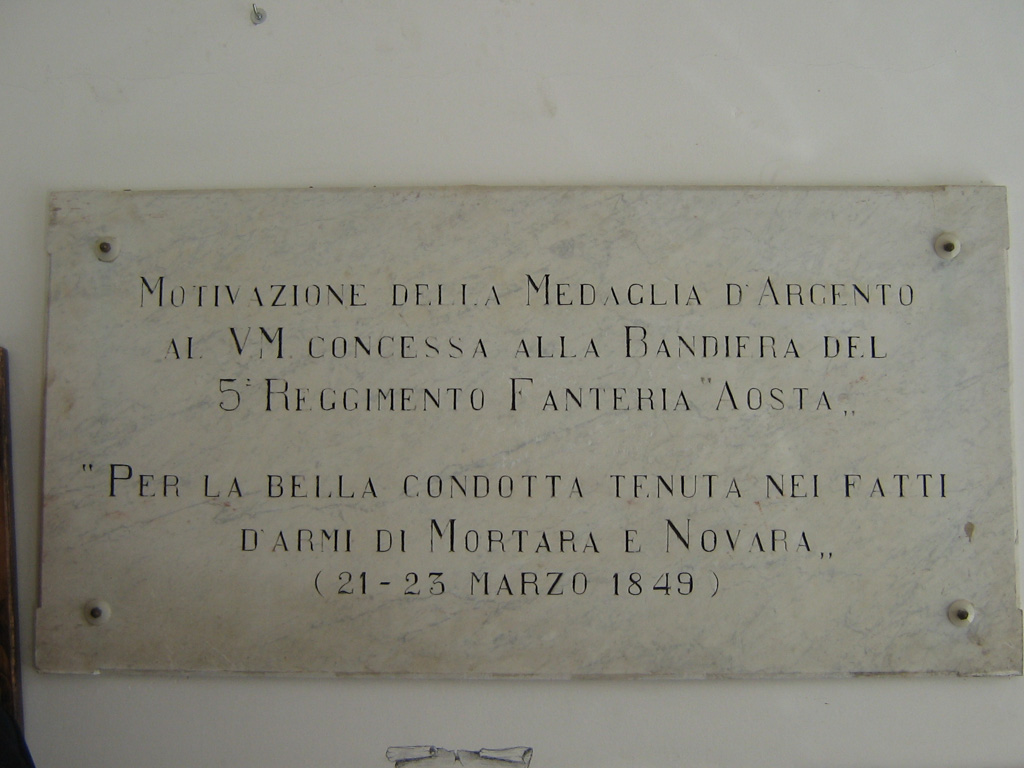 Motivazione della Medaglia d'Argento
al V.M. concessa alla Bandiera del
5° Reggimento Fanteria "Aosta„
"Per la bella condotta tenuta nei fatti
d'armi di Mortara e Novara„
(21-23 marzo 1849)